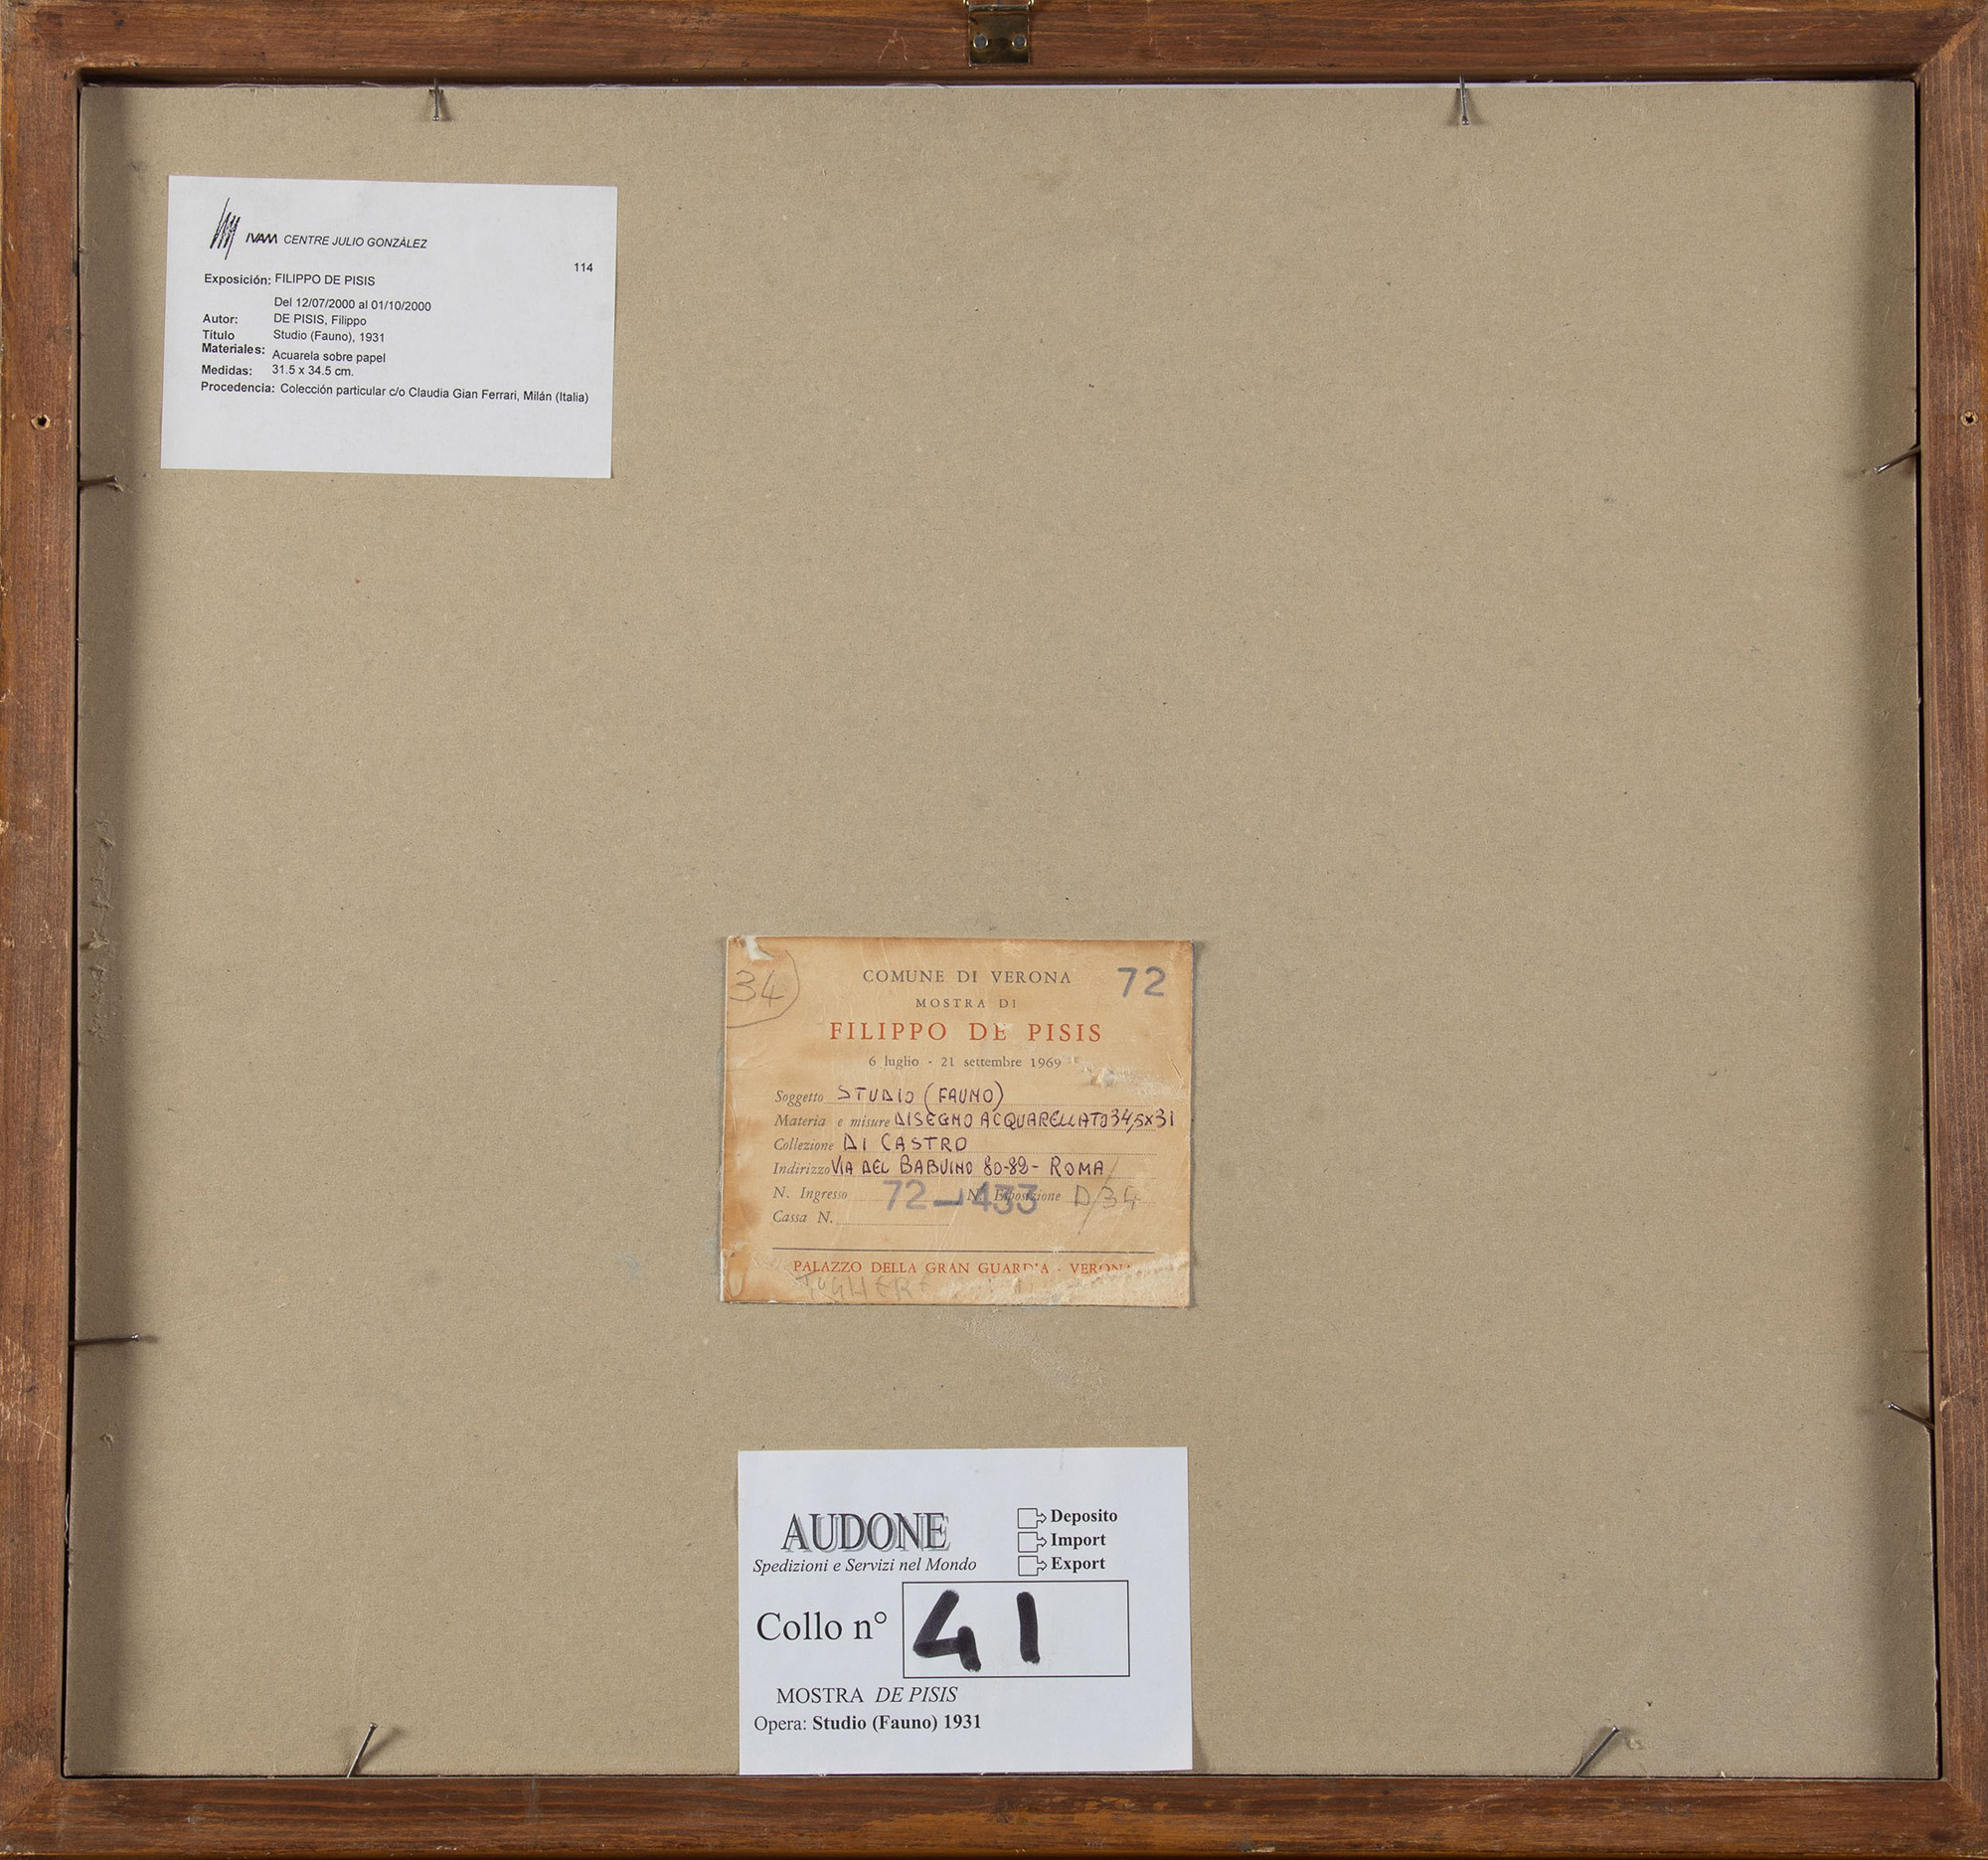 IVAM CENTRE JULIO GONZÁLEZ
114
Exposición: FILIPPO DE PISIS
Del 12/07/2000 al 01/10/2000
Autor: DE PISIS, Filippo
Título Studio (Fauno), 1931
Materiales: Acuarela sobre papel
Medidas: 31.5 x 34.5 cm.
Procedencia: Colección particular c/o Claudia Gian Ferrari, Milán (Italia)
34
COMUNE DI VERONA
72
MOSTRA DI
FILIPPO DE PISIS
6 luglio - 21 settembre 1969
Soggetto STUDIO (FAUNO)
Materia e misure DISEGNO ACQUARELLATO 34,5X31
Collezione DI CASTRO
Indirizzo VIA DEL BABUINO 80-82 - ROMA
N. Ingresso 72-433 N. Esposizione D/34
Cassa N.
PALAZZO DELLA GRAN GUARDIA · VERONA
TOGLIERE
AUDONE
Spedizioni e Servizi nel Mondo
Deposito
Import
Export
Collo n° 41
MOSTRA DE PISIS
Opera: Studio (Fauno) 1931